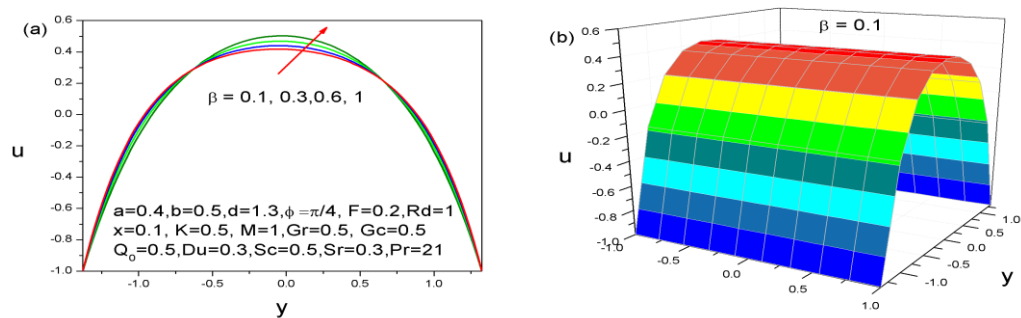 (a)
0.6
0.4
0.2
0.0
-0.2
-0.4
-0.6
-0.8
-1.0
u
β = 0.1, 0.3,0.6, 1
a=0.4,b=0.5,d=1.3,ϕ =π/4, F=0.2,Rd=1
x=0.1, K=0.5, M=1,Gr=0.5, Gc=0.5
Q₀=0.5,Du=0.3,Sc=0.5,Sr=0.3,Pr=21
-1.0 -0.5 0.0 0.5 1.0
y
(b)
β = 0.1
0.6
0.4
0.2
0.0
-0.2
-0.4
-0.6
-0.8
u
-1.0
-0.5
0.0
0.5
1.0
1.0
0.5
0.0
-0.5
-1.0
y